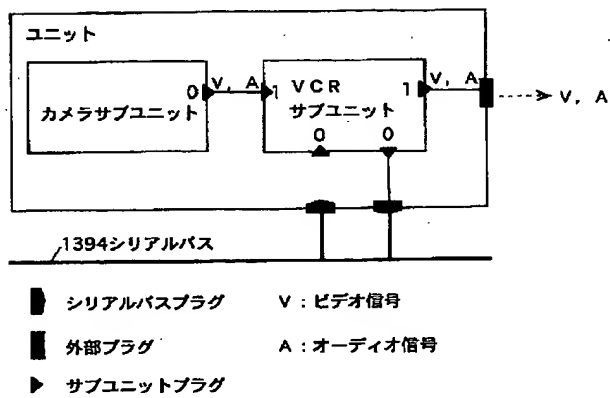 ユニット
カメラサブユニット
0
V, A
1
VCR
サブユニット
1
0
0
V, A
V, A
1394シリアルバス
シリアルバスプラグ
V：ビデオ信号
外部プラグ
A：オーディオ信号
サブユニットプラグ